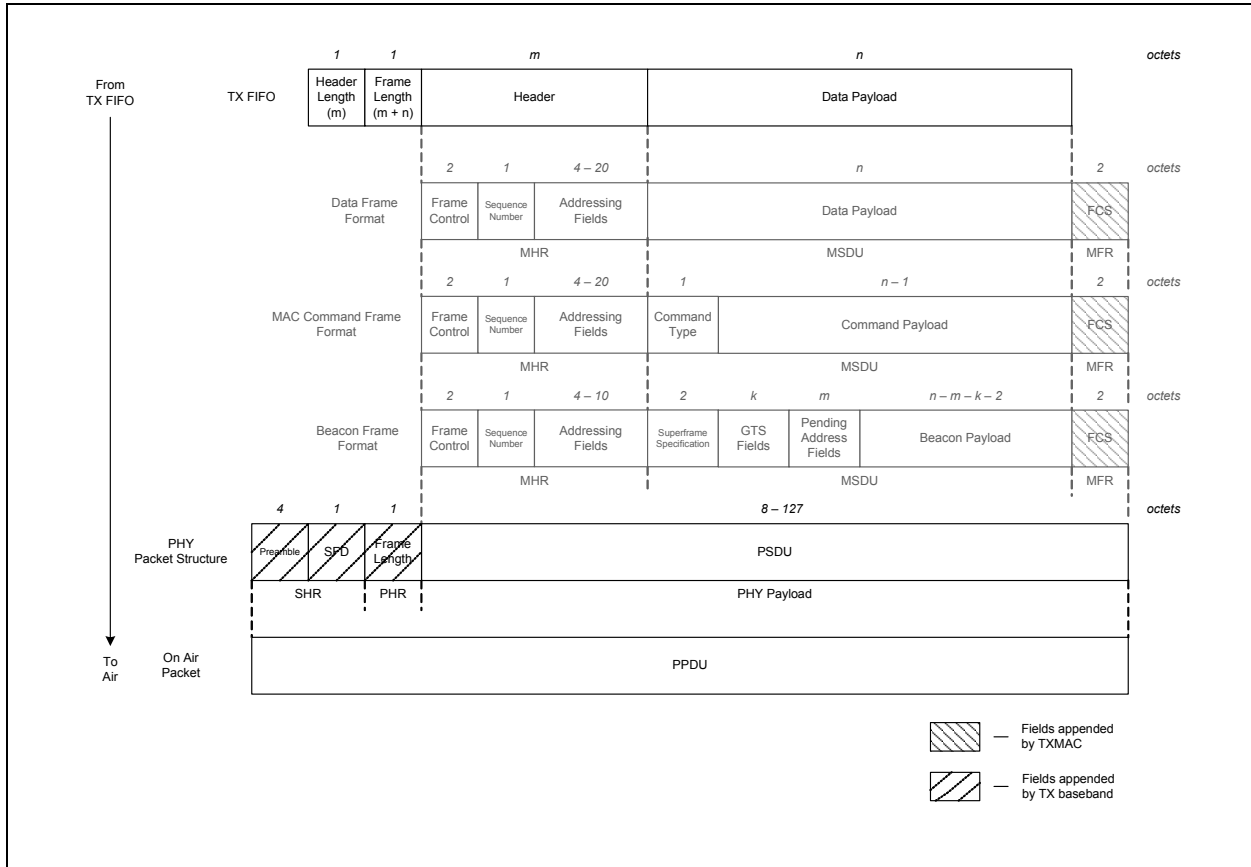 1 1 m n octets
From
TX FIFO
TX FIFO
Header
Length
(m)
Frame
Length
(m + n)
Header
Data Payload
2 1 4 – 20 n 2 octets
Data Frame
Format
Frame
Control
Sequence
Number
Addressing
Fields
Data Payload
FCS
MHR MSDU MFR
2 1 4 – 20 1 n – 1 2 octets
MAC Command Frame
Format
Frame
Control
Sequence
Number
Addressing
Fields
Command
Type
Command Payload
FCS
MHR MSDU MFR
2 1 4 – 10 2 k m n – m – k – 2 2 octets
Beacon Frame
Format
Frame
Control
Sequence
Number
Addressing
Fields
Superframe
Specification
GTS
Fields
Pending
Address
Fields
Beacon Payload
FCS
MHR MSDU MFR
4 1 1 8 – 127 octets
PHY
Packet Structure
Preamble
SFD
Frame
Length
PSDU
SHR PHR PHY Payload
To
Air
On Air
Packet
PPDU
— Fields appended
by TXMAC
— Fields appended
by TX baseband